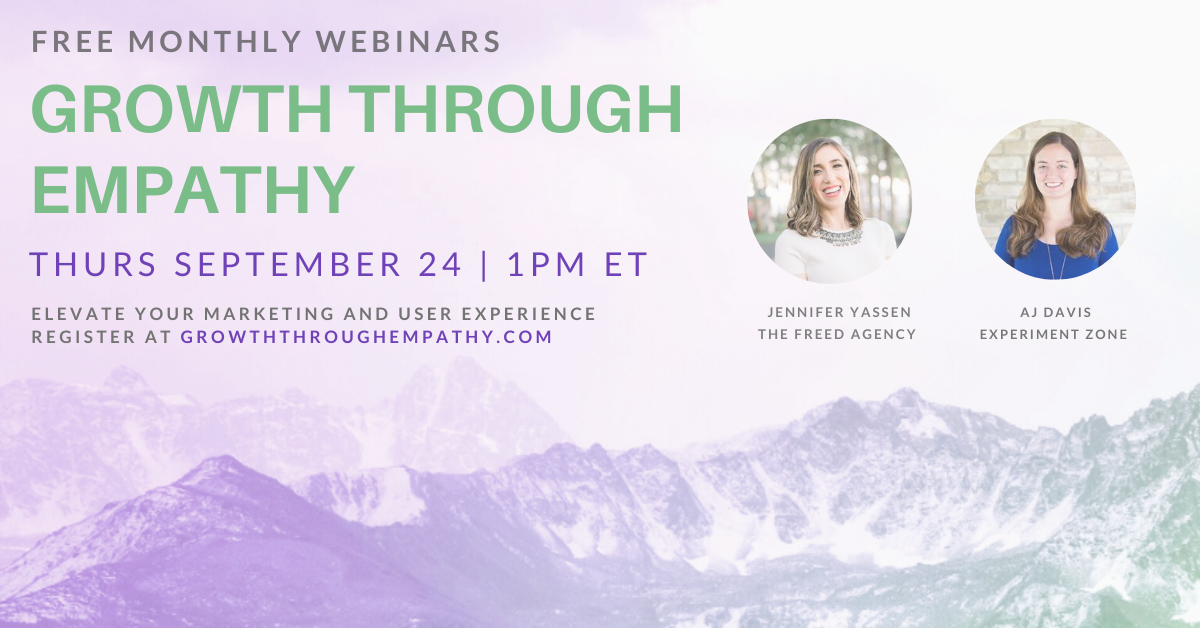 FREE MONTHLY WEBINARS
GROWTH THROUGH
EMPATHY
THURS SEPTEMBER 24 | 1PM ET
ELEVATE YOUR MARKETING AND USER EXPERIENCE
REGISTER AT GROWTHTHROUGHEMPATHY.COM
JENNIFER YASSEN
THE FREED AGENCY
AJ DAVIS
EXPERIMENT ZONE